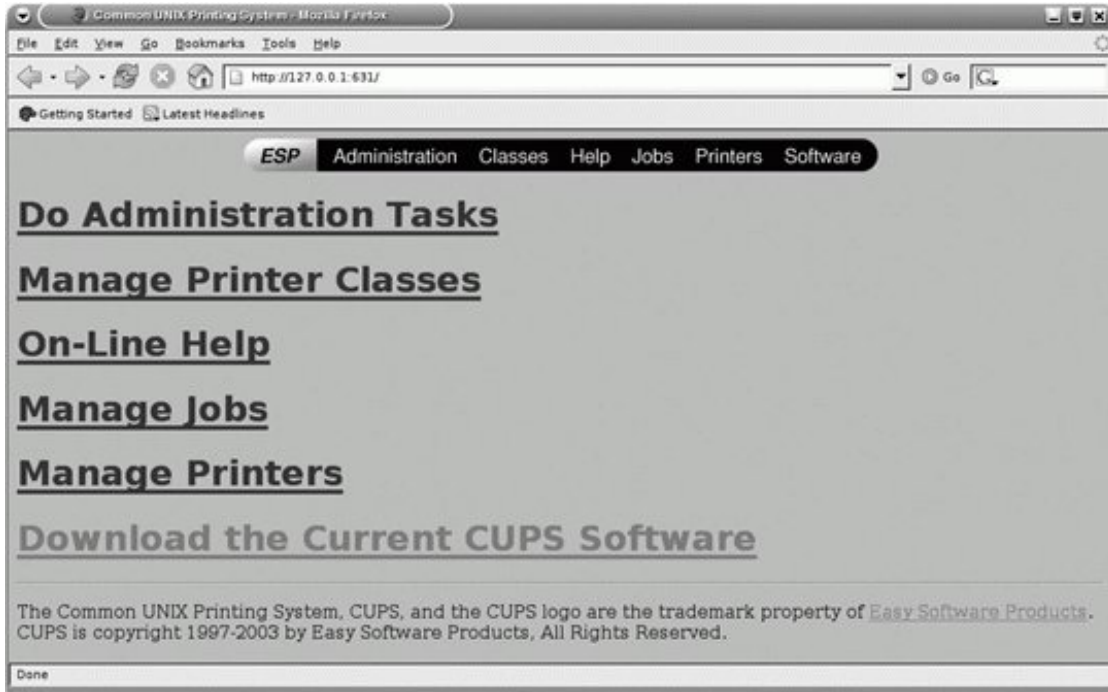 Common UNIX Printing System - Mozilla Firefox
File Edit View Go Bookmarks Tools Help
http://127.0.0.1:631/ Go G
Getting Started Latest Headlines
ESP Administration Classes Help Jobs Printers Software
Do Administration Tasks
Manage Printer Classes
On-Line Help
Manage Jobs
Manage Printers
Download the Current CUPS Software
The Common UNIX Printing System, CUPS, and the CUPS logo are the trademark property of Easy Software Products.
CUPS is copyright 1997-2003 by Easy Software Products, All Rights Reserved.
Done